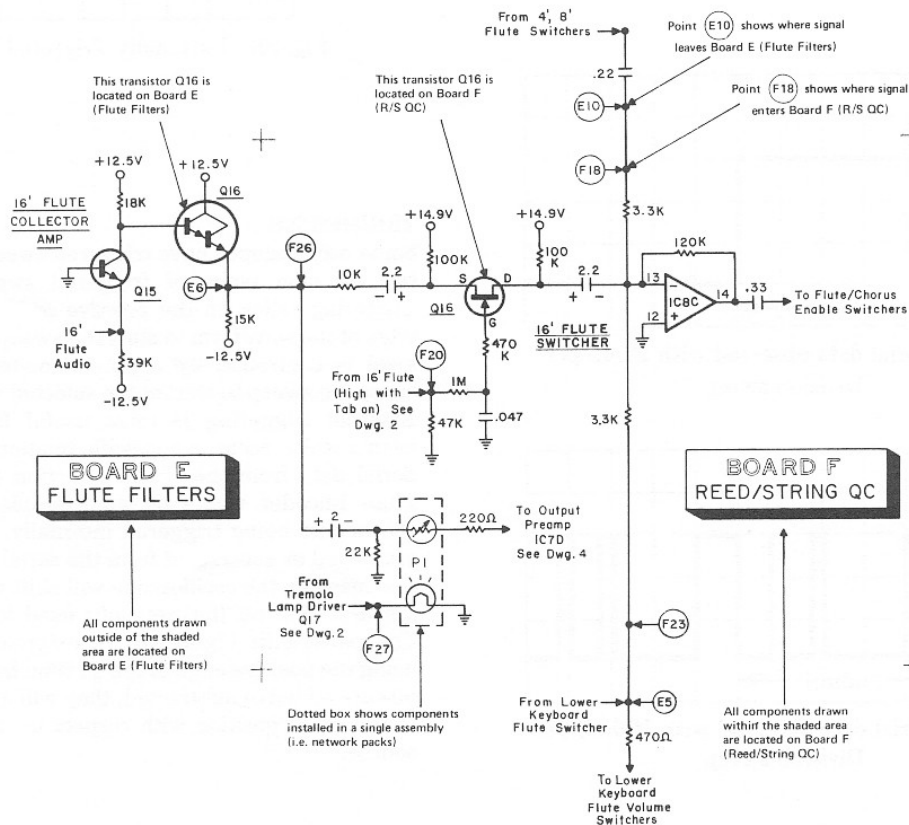 From 4', 8'
Flute Switchers
Point E10 shows where signal
leaves Board E (Flute Filters)
This transistor Q16 is
located on Board E
(Flute Filters)
This transistor Q16 is
located on Board F
(R/S QC)
.22
E10
Point F18 shows where signal
enters Board F (R/S QC)
F18
+12.5V
+12.5V
18K
Q16
16' FLUTE
COLLECTOR
AMP
Q15
16'
Flute
Audio
39K
-12.5V
E6
15K
-12.5V
F26
10K
2.2
- +
+14.9V
100K
S
D
Q16
G
+14.9V
100
K
2.2
+ -
3.3K
120K
13
-
IC8C
14
12
+
.33
To Flute/Chorus
Enable Switchers
16' FLUTE
SWITCHER
470
K
F20
From 16' Flute
(High with
Tab on) See
Dwg. 2
1M
47K
.047
3.3K
BOARD E
FLUTE FILTERS
BOARD F
REED/STRING QC
+ 2 -
22K
P1
220Ω
To Output
Preamp
IC7D
See Dwg. 4
From
Tremolo
Lamp Driver
Q17
See Dwg. 2
F27
All components drawn
outside of the shaded
area are located on
Board E (Flute Filters)
Dotted box shows components
installed in a single assembly
(i.e. network packs)
F23
From Lower
Keyboard
Flute Switcher
E5
470Ω
To Lower
Keyboard
Flute Volume
Switchers
All components drawn
within the shaded area
are located on Board F
(Reed/String QC)